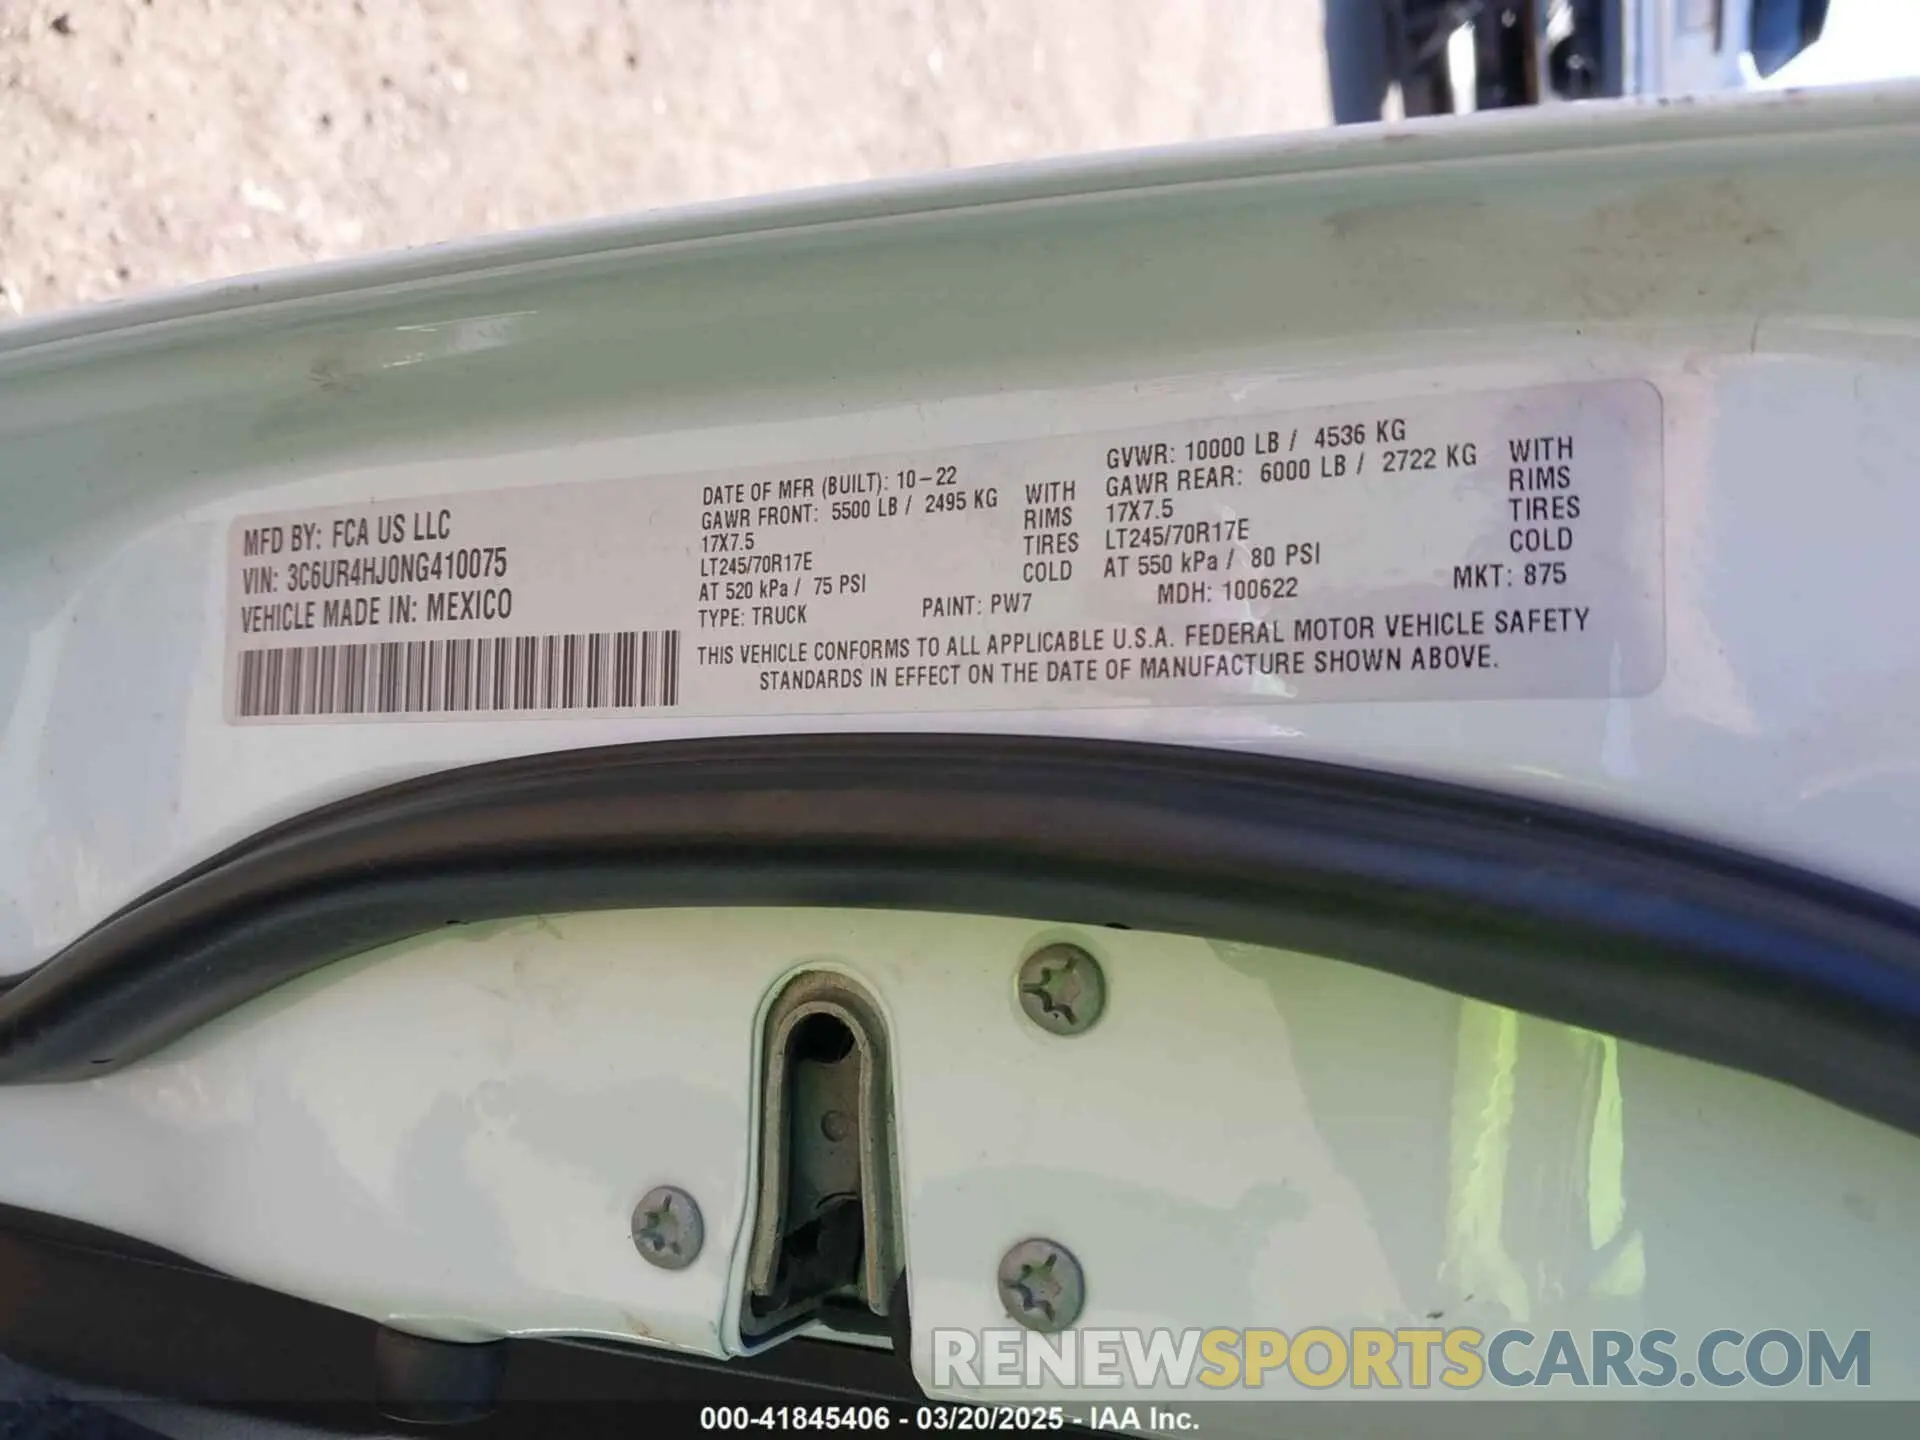 MFD BY: FCA US LLC
VIN: 3C6UR4HJ0NG410075
VEHICLE MADE IN: MEXICO
DATE OF MFR (BUILT): 10-22
GAWR FRONT: 5500 LB / 2495 KG WITH
17X7.5 RIMS
LT245/70R17E TIRES
AT 520 kPa / 75 PSI COLD
TYPE: TRUCK PAINT: PW7
GVWR: 10000 LB / 4536 KG
GAWR REAR: 6000 LB / 2722 KG WITH
17X7.5 RIMS
LT245/70R17E TIRES
AT 550 kPa / 80 PSI COLD
MDH: 100622 MKT: 875
THIS VEHICLE CONFORMS TO ALL APPLICABLE U.S.A. FEDERAL MOTOR VEHICLE SAFETY
STANDARDS IN EFFECT ON THE DATE OF MANUFACTURE SHOWN ABOVE.
RENEWSPORTSCARS.COM
000-41845406 - 03/20/2025 - IAA Inc.